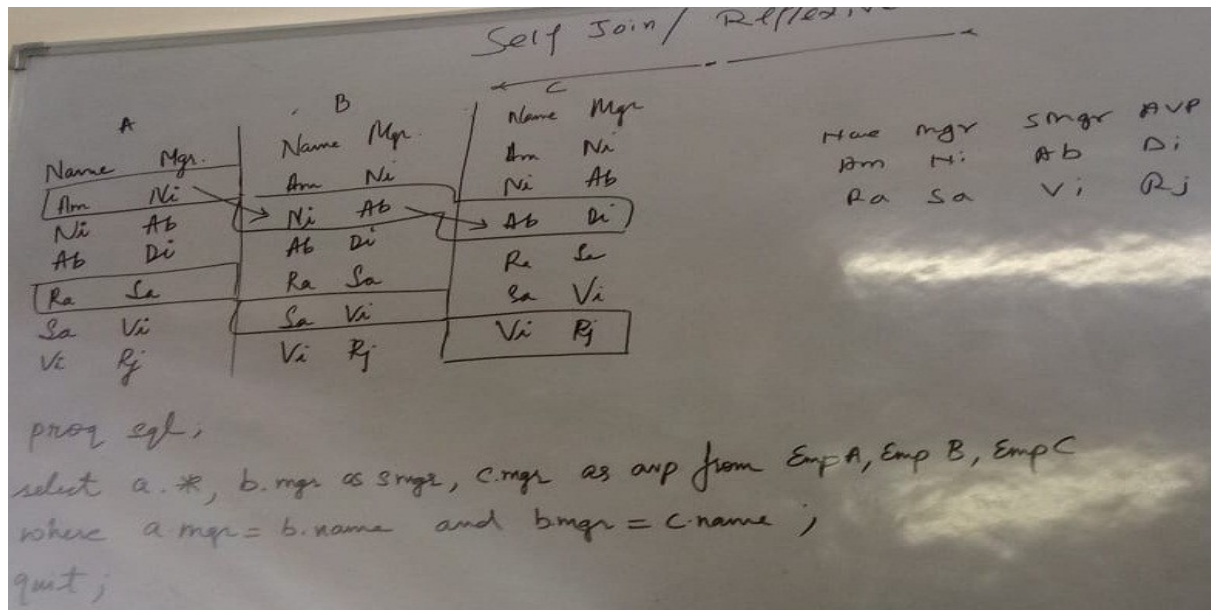 Self Join/ Reflexive
A B C
Name Mgr. Name Mgr. Name Mgr
Am Ni Am Ni Am Ni
Ni Ab Ni Ab Ni Ab
Ab Di Ab Di Ab Di
Ra Sa Ra Sa Ra Sa
Sa Vi Sa Vi Sa Vi
Vi Rj Vi Rj Vi Rj
mgr smgr AVP
Am Ni Ab Di
Ra Sa Vi Rj
proq sql;
select a.*, b.mgr as smgr, c.mgr as avp from Emp A, Emp B, Emp C
where a.mgr = b.name and b.mgr = c.name ;
quit;